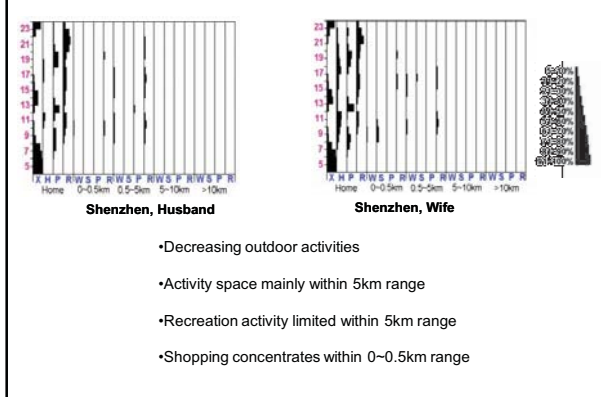 23
21
19
17
15
13
11
9
7
5
X H P R W S P R W S P R W S P R W S P R
Home 0~0.5km 0.5~5km 5~10km >10km
Shenzhen, Husband
23
21
19
17
15
13
11
9
7
5
X H P R W S P R W S P R W S P R W S P R
Home 0~0.5km 0.5~5km 5~10km >10km
Shenzhen, Wife
•Decreasing outdoor activities
•Activity space mainly within 5km range
•Recreation activity limited within 5km range
•Shopping concentrates within 0~0.5km range